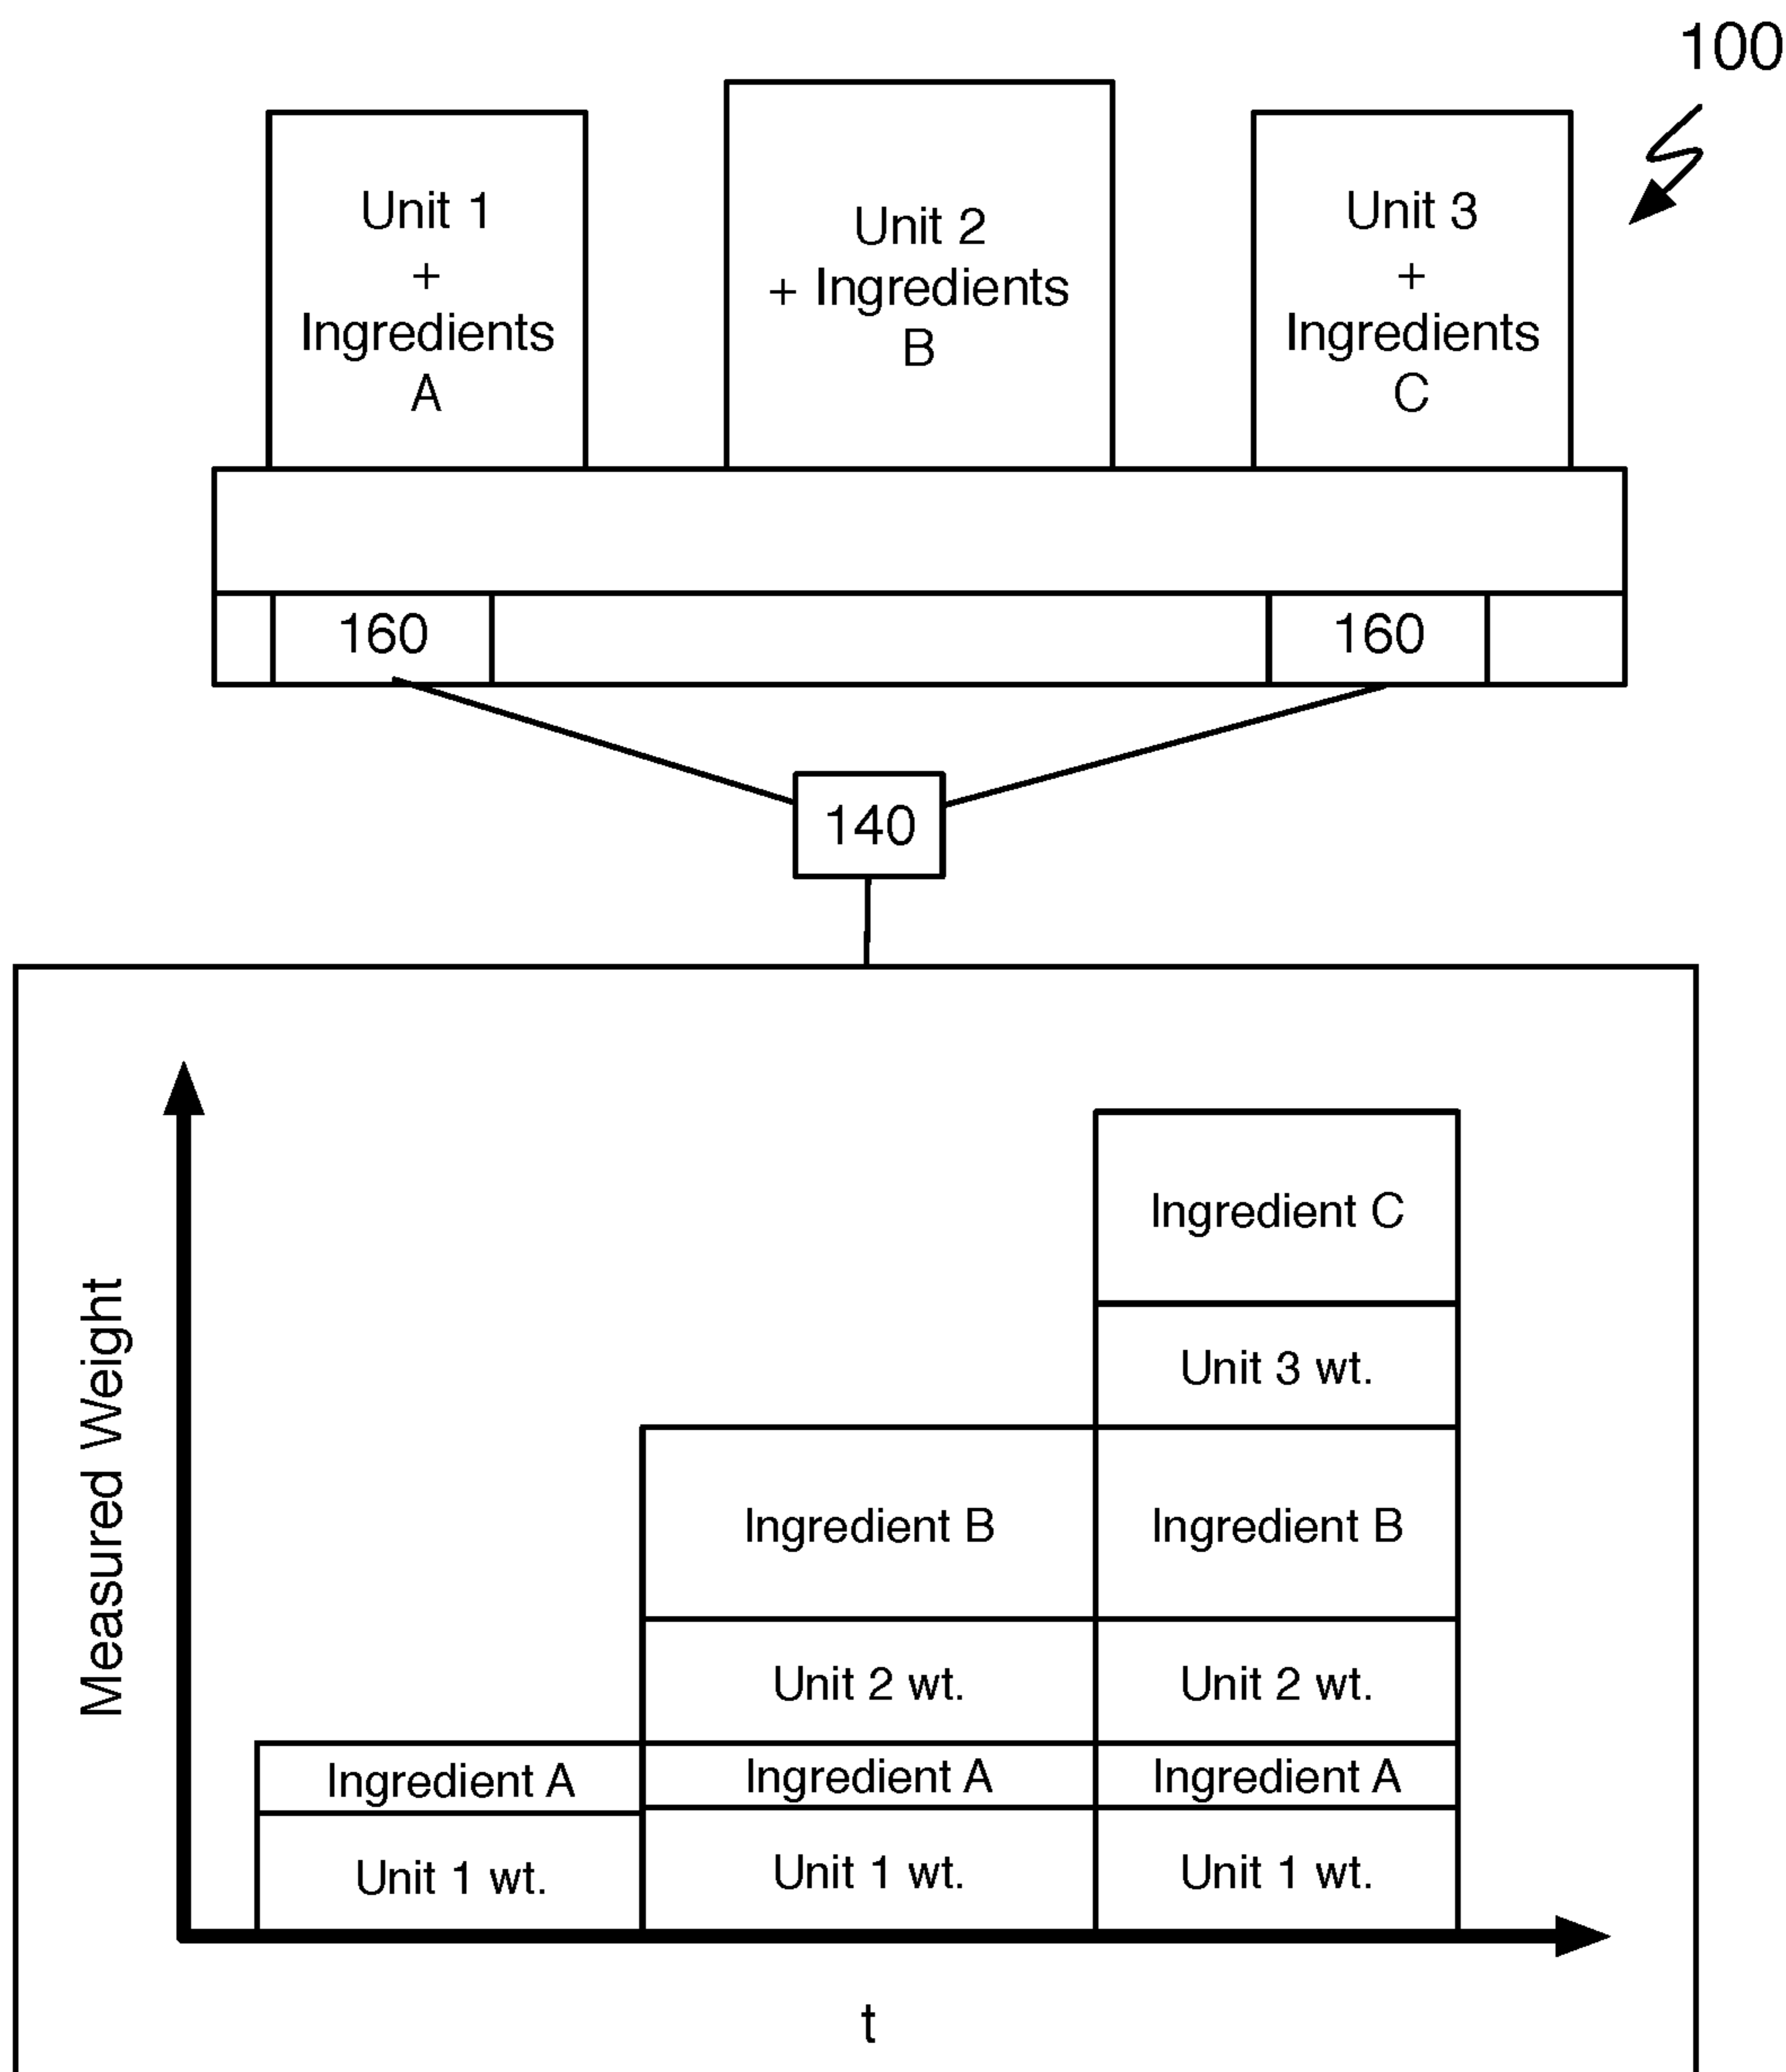 100
Unit 1
+
Ingredients
A
Unit 2
+ Ingredients
B
Unit 3
+
Ingredients
C
160
160
140
Measured Weight
Ingredient C
Unit 3 wt.
Ingredient B
Ingredient B
Unit 2 wt.
Unit 2 wt.
Ingredient A
Ingredient A
Ingredient A
Unit 1 wt.
Unit 1 wt.
Unit 1 wt.
t